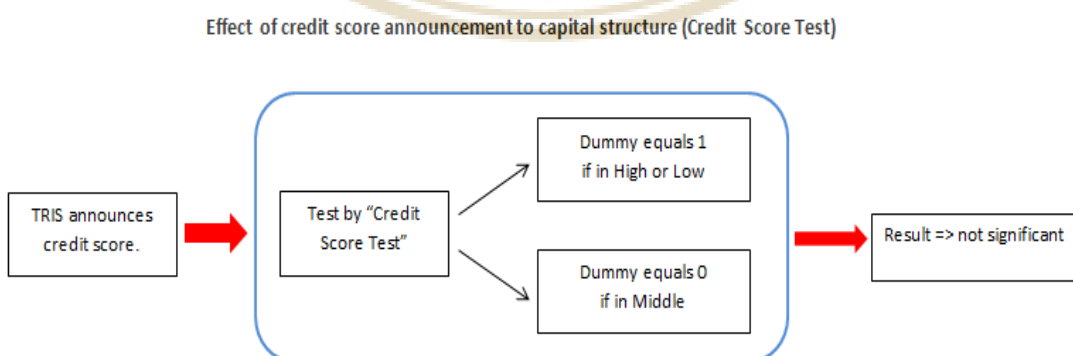 Effect of credit score announcement to capital structure (Credit Score Test)
TRIS announces
credit score.
Test by “Credit
Score Test”
Dummy equals 1
if in High or Low
Dummy equals 0
if in Middle
Result => not significant